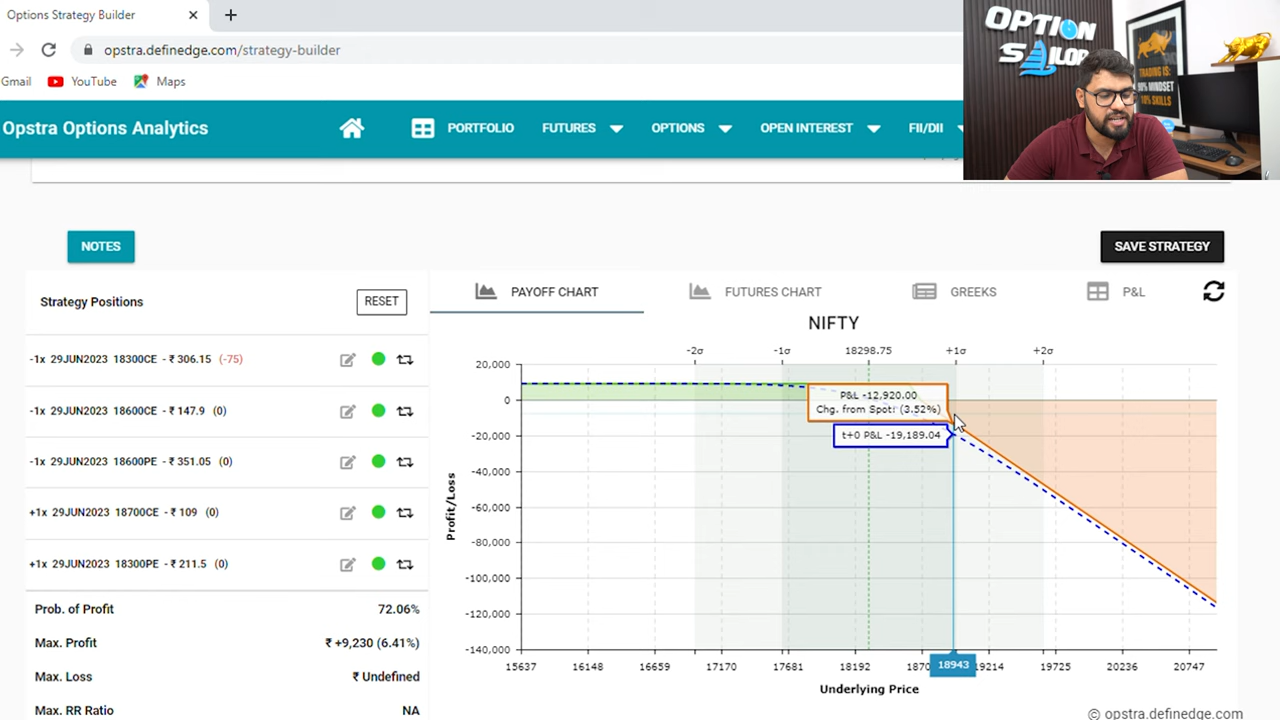 Options Strategy Builder
opstra.definedge.com/strategy-builder
Gmail YouTube Maps
OPTION
SAILOR
TRADING IS:
90% MINDSET
10% SKILLS
Opstra Options Analytics PORTFOLIO FUTURES OPTIONS OPEN INTEREST FII/DII
NOTES
SAVE STRATEGY
Strategy Positions RESET
-1x 29JUN2023 18300CE - ₹ 306.15 (-75)
-1x 29JUN2023 18600CE - ₹ 147.9 (0)
-1x 29JUN2023 18600PE - ₹ 351.05 (0)
+1x 29JUN2023 18700CE - ₹ 109 (0)
+1x 29JUN2023 18300PE - ₹ 211.5 (0)
Prob. of Profit 72.06%
Max. Profit ₹ +9,230 (6.41%)
Max. Loss ₹ Undefined
Max. RR Ratio NA
PAYOFF CHART FUTURES CHART GREEKS P&L
NIFTY
-2σ -1σ 18298.75 +1σ +2σ
20,000
0
-20,000
-40,000
-60,000
-80,000
-100,000
-120,000
-140,000
Profit/Loss
P&L -12,920.00
Chg. from Spot: (3.52%)
t+0 P&L -19,189.04
15637 16148 16659 17170 17681 18192 1870 18943 19214 19725 20236 20747
Underlying Price
© opstra.definedge.com